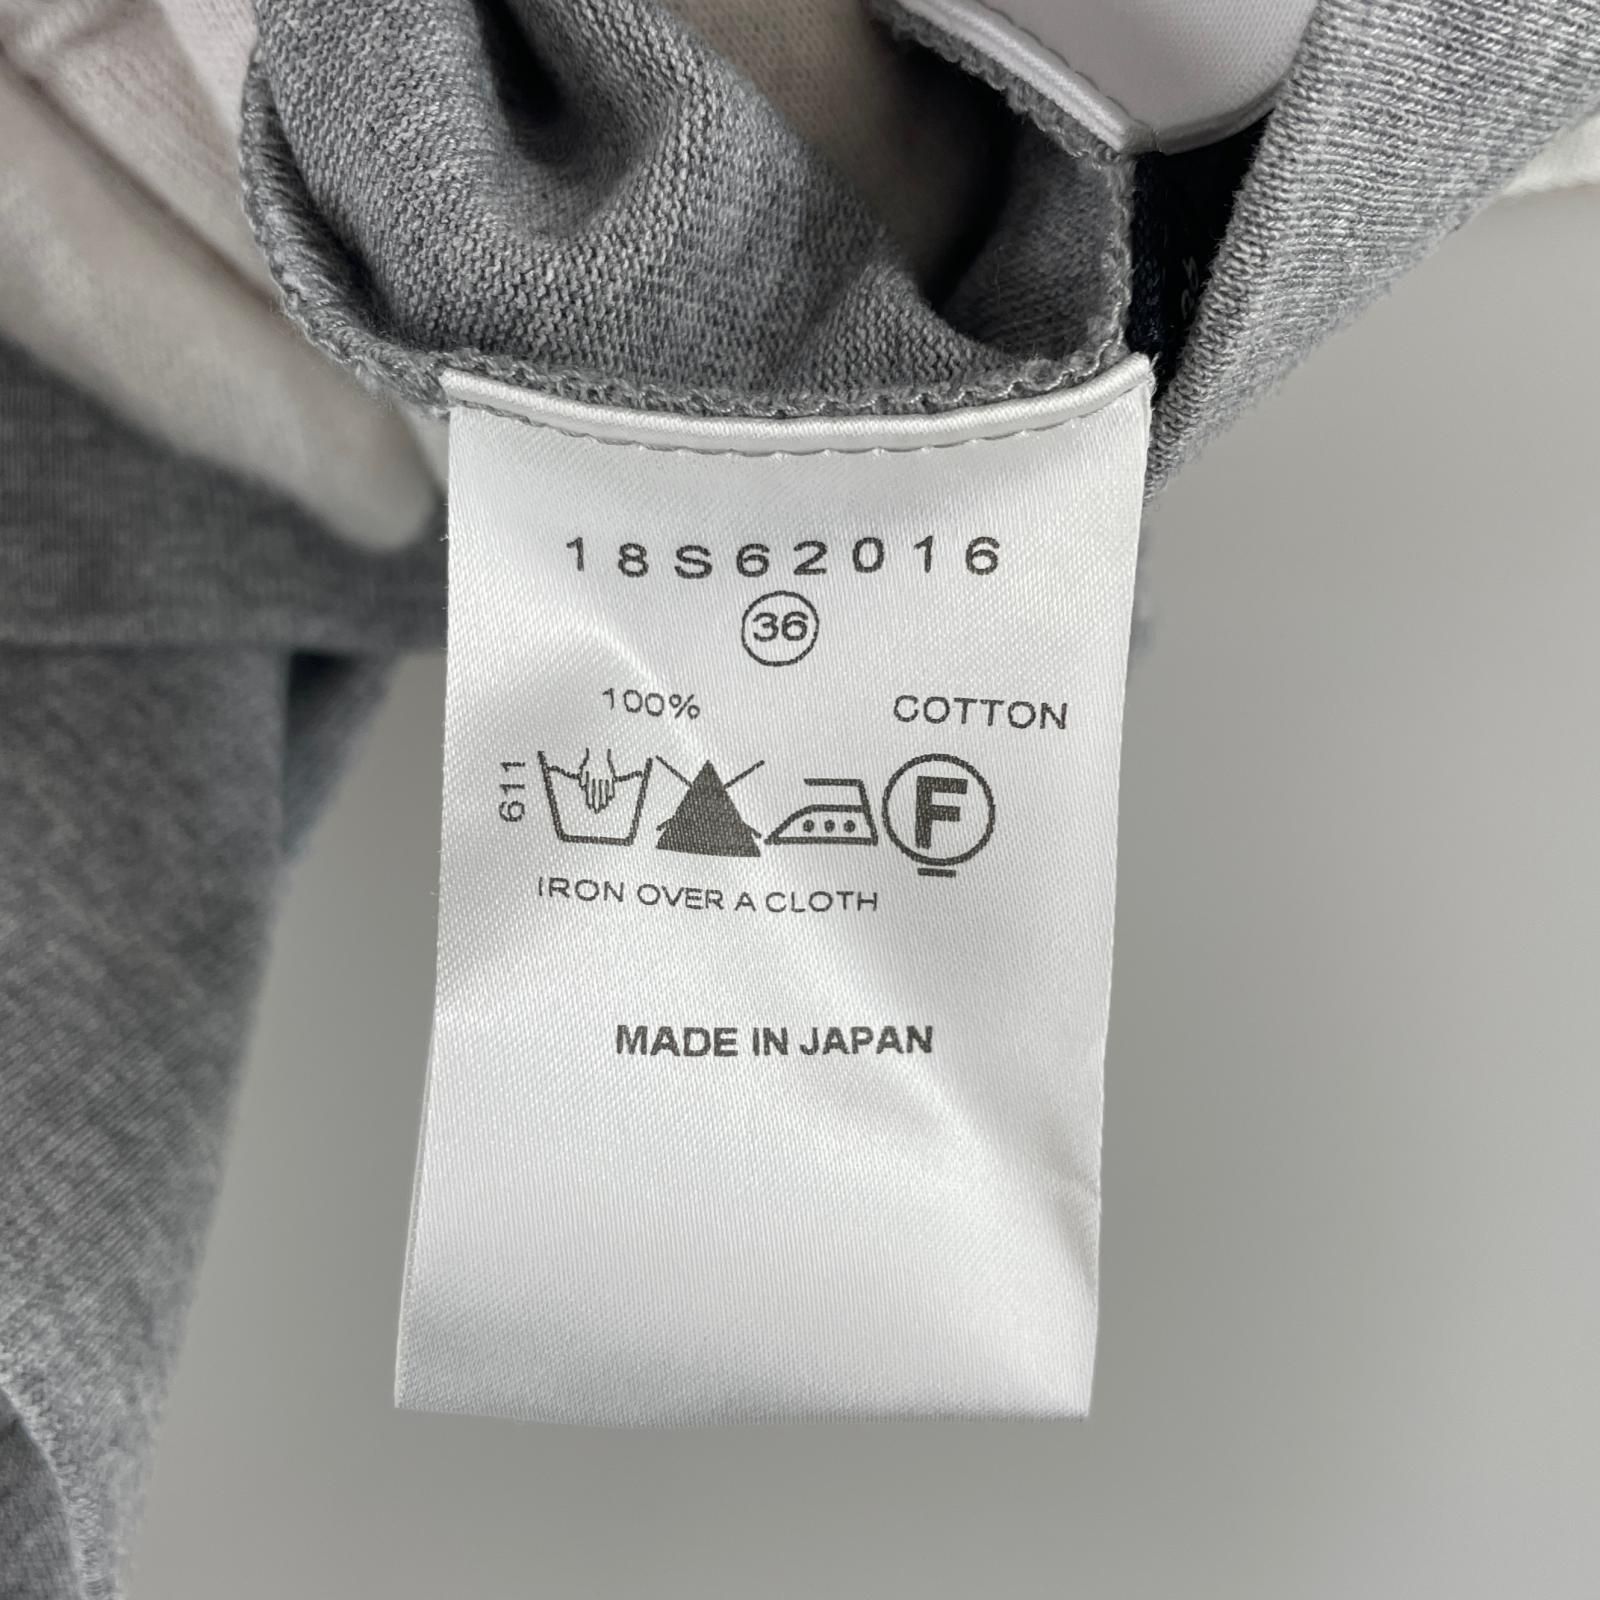 18S62016
36
100% COTTON
611
F
IRON OVER A CLOTH
MADE IN JAPAN